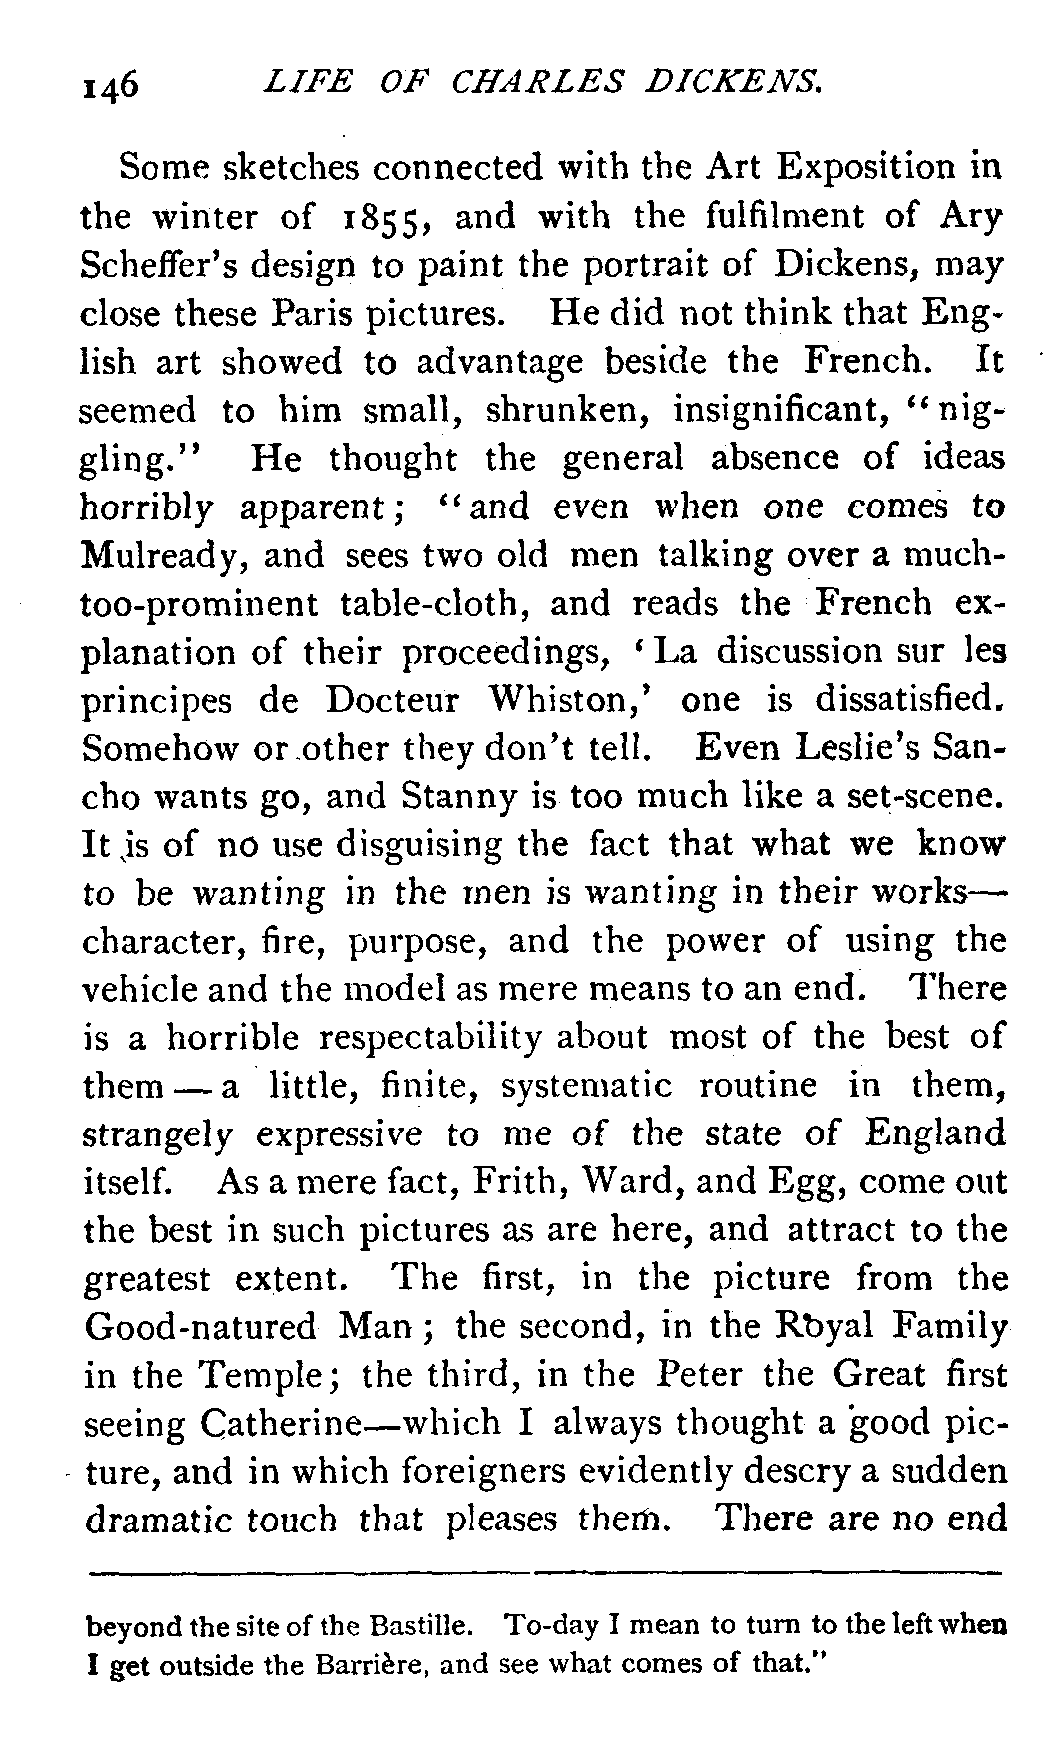 146 LIFE OF CHARLES DICKENS.
Some sketches connected with the Art Exposition in
the winter of 1855, and with the fulfilment of Ary
Scheffer's design to paint the portrait of Dickens, may
close these Paris pictures. He did not think that Eng-
lish art showed to advantage beside the French. It
seemed to him small, shrunken, insignificant, “nig-
gling.” He thought the general absence of ideas
horribly apparent; “and even when one comes to
Mulready, and sees two old men talking over a much-
too-prominent table-cloth, and reads the French ex-
planation of their proceedings, ‘La discussion sur les
principes de Docteur Whiston,’ one is dissatisfied.
Somehow or other they don't tell. Even Leslie's San-
cho wants go, and Stanny is too much like a set-scene.
It is of no use disguising the fact that what we know
to be wanting in the men is wanting in their works—
character, fire, purpose, and the power of using the
vehicle and the model as mere means to an end. There
is a horrible respectability about most of the best of
them — a little, finite, systematic routine in them,
strangely expressive to me of the state of England
itself. As a mere fact, Frith, Ward, and Egg, come out
the best in such pictures as are here, and attract to the
greatest extent. The first, in the picture from the
Good-natured Man; the second, in the Royal Family
in the Temple; the third, in the Peter the Great first
seeing Catherine—which I always thought a good pic-
ture, and in which foreigners evidently descry a sudden
dramatic touch that pleases them. There are no end
beyond the site of the Bastille. To-day I mean to turn to the left when
I get outside the Barrière, and see what comes of that.”